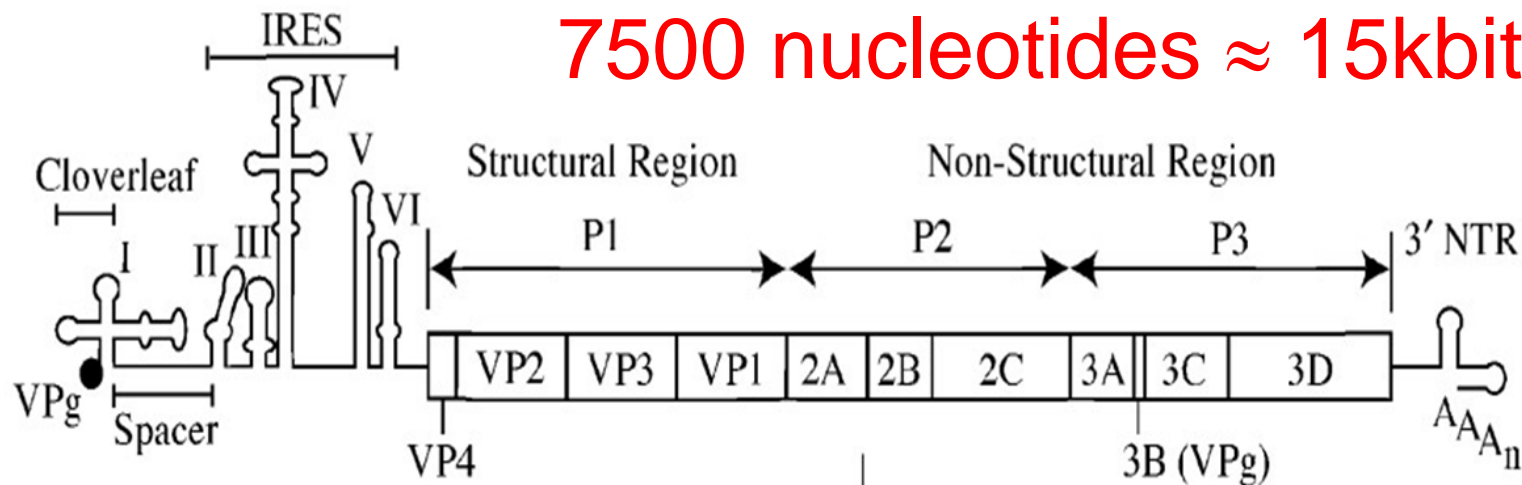 IRES
7500 nucleotides ≈ 15kbit
IV
V
Structural Region
Non-Structural Region
Cloverleaf
VI
I
II
III
P1
P2
P3
3′ NTR
VP2
VP3
VP1
2A
2B
2C
3A
3C
3D
VPg
Spacer
VP4
3B (VPg)
AAAn